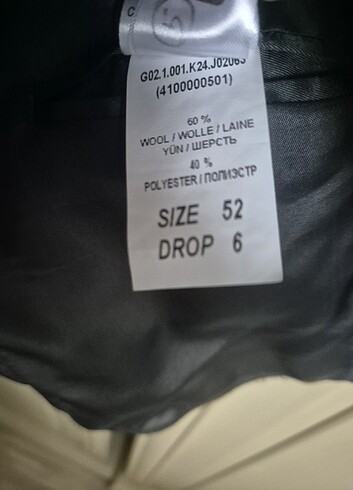 C
G02.1.001.K24.J02063
(4100000501)
60 %
WOOL / WOLLE / LAINE
YÜN / ШЕРСТЬ
40 %
POLYESTER / ПОЛИЭСТР
SIZE 52
DROP 6